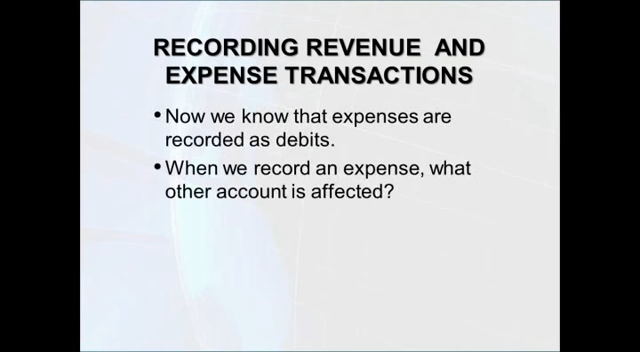 RECORDING REVENUE AND
EXPENSE TRANSACTIONS
• Now we know that expenses are
recorded as debits.
• When we record an expense, what
other account is affected?